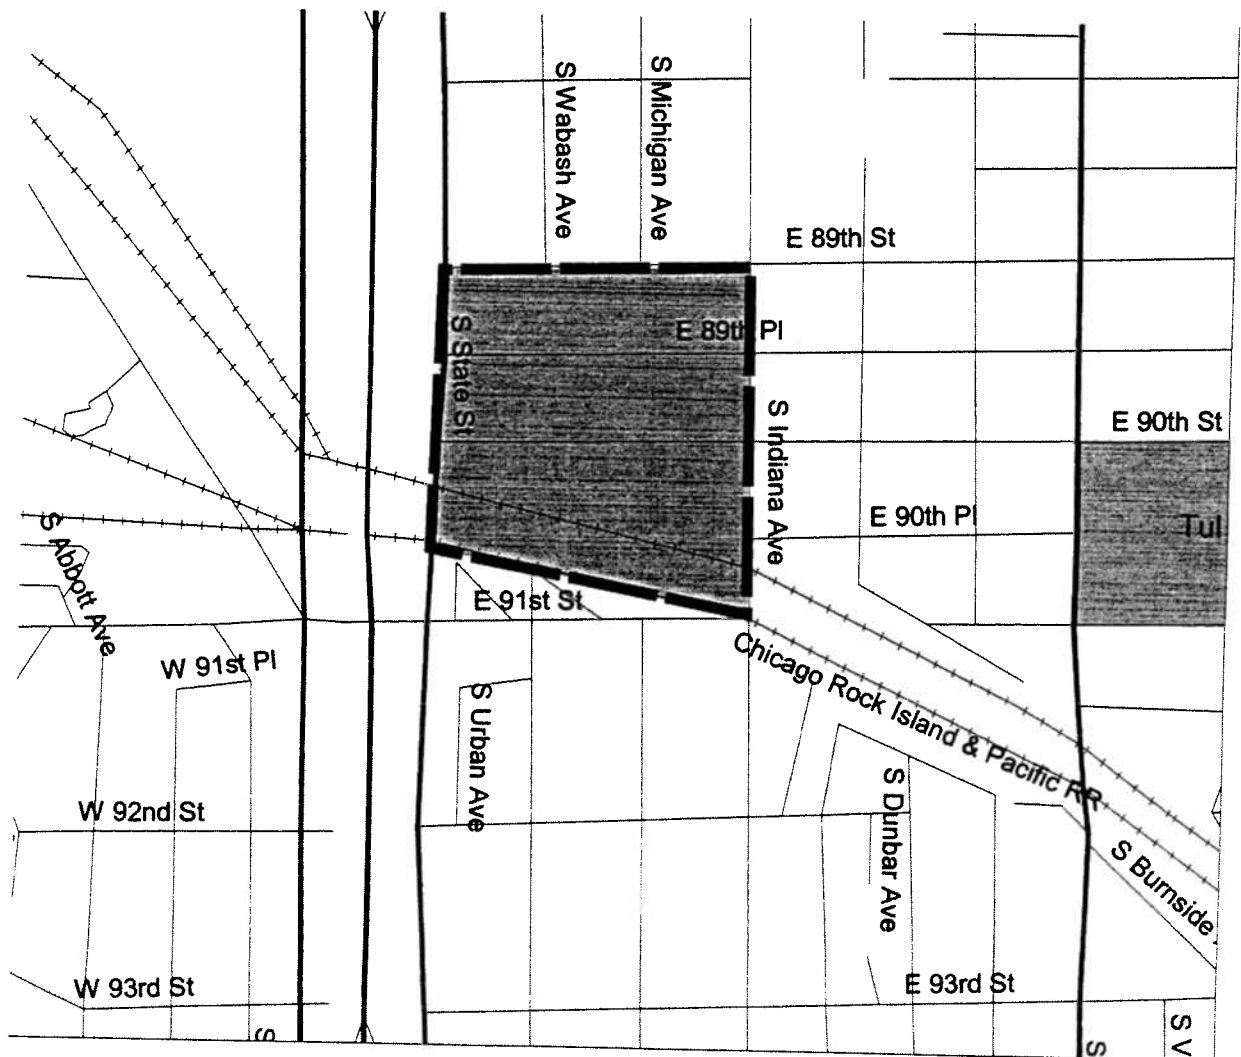 S Wabash Ave
S Michigan Ave
E 89th St
S State St
E 89th Pl
S Indiana Ave
E 90th St
E 90th Pl
Tul
S Abbott Ave
E 91st St
W 91st Pl
Chicago Rock Island & Pacific RR
S Urban Ave
S Dunbar Ave
W 92nd St
S Burnside
W 93rd St
E 93rd St
S
S
S V